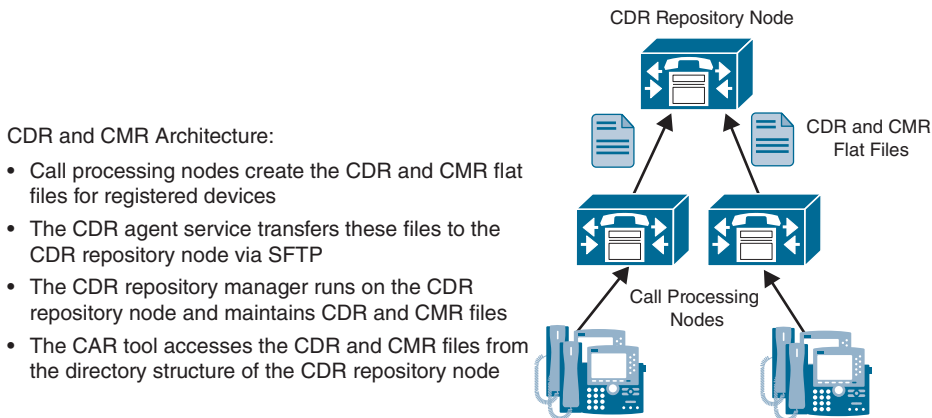 CDR Repository Node
CDR and CMR Architecture:
• Call processing nodes create the CDR and CMR flat
files for registered devices
• The CDR agent service transfers these files to the
CDR repository node via SFTP
• The CDR repository manager runs on the CDR
repository node and maintains CDR and CMR files
• The CAR tool accesses the CDR and CMR files from
the directory structure of the CDR repository node
CDR and CMR
Flat Files
Call Processing
Nodes